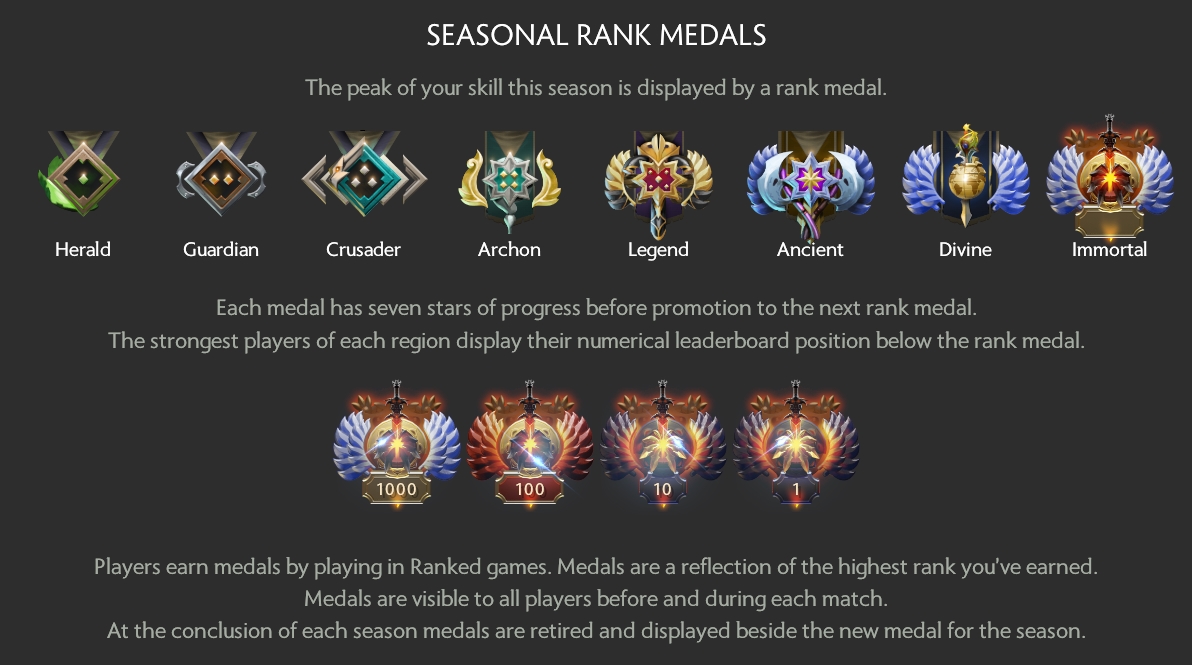 SEASONAL RANK MEDALS
The peak of your skill this season is displayed by a rank medal.
Herald Guardian Crusader Archon Legend Ancient Divine Immortal
Each medal has seven stars of progress before promotion to the next rank medal.
The strongest players of each region display their numerical leaderboard position below the rank medal.
1000 100 10 1
Players earn medals by playing in Ranked games. Medals are a reflection of the highest rank you've earned.
Medals are visible to all players before and during each match.
At the conclusion of each season medals are retired and displayed beside the new medal for the season.